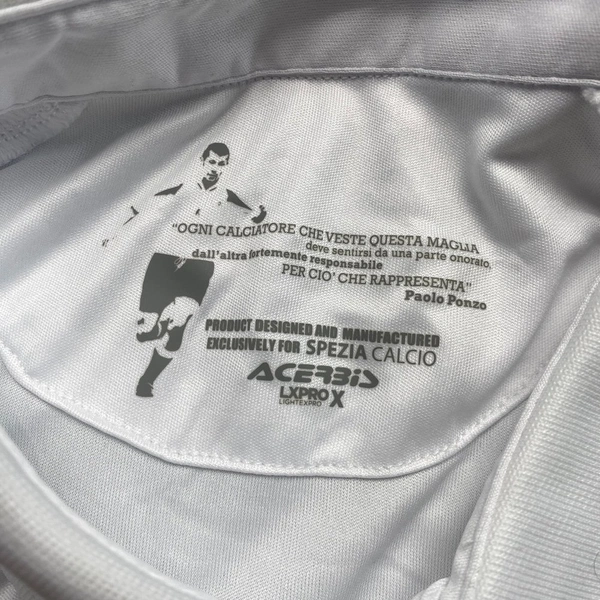 "OGNI CALCIATORE CHE VESTE QUESTA MAGLIA
deve sentirsi da una parte onorato,
dall'altra fortemente responsabile
PER CIO' CHE RAPPRESENTA"
Paolo Ponzo
PRODUCT DESIGNED AND MANUFACTURED
EXCLUSIVELY FOR SPEZIA CALCIO
ACERBIS
LXPRO X
LIGHTEXPRO